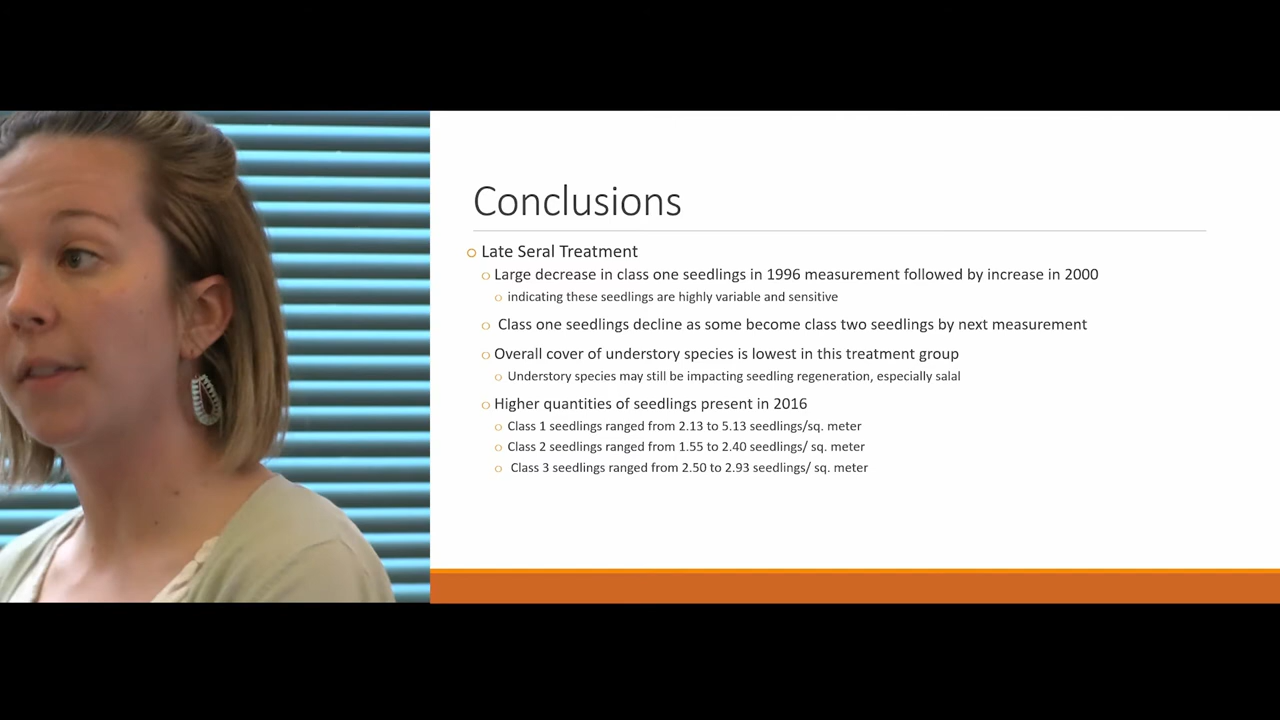 Conclusions
Late Seral Treatment
Large decrease in class one seedlings in 1996 measurement followed by increase in 2000
indicating these seedlings are highly variable and sensitive
Class one seedlings decline as some become class two seedlings by next measurement
Overall cover of understory species is lowest in this treatment group
Understory species may still be impacting seedling regeneration, especially salal
Higher quantities of seedlings present in 2016
Class 1 seedlings ranged from 2.13 to 5.13 seedlings/sq. meter
Class 2 seedlings ranged from 1.55 to 2.40 seedlings/ sq. meter
Class 3 seedlings ranged from 2.50 to 2.93 seedlings/ sq. meter